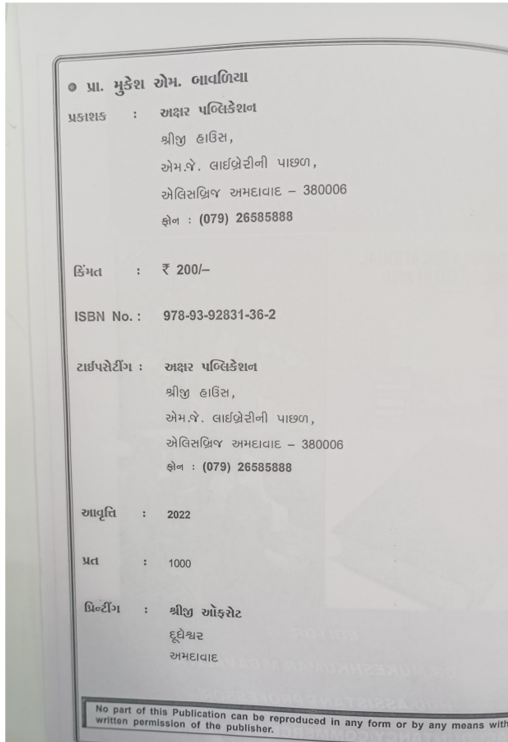 ● પ્રા. મુકેશ એમ. બાવળિયા
પ્રકાશક : અક્ષર પબ્લિકેશન
શ્રીજી હાઉસ,
એમ.જે. લાઈબ્રેરીની પાછળ,
એલિસબ્રિજ અમદાવાદ – 380006
ફોન : (079) 26585888
કિંમત : ₹ 200/–
ISBN No. : 978-93-92831-36-2
ટાઈપસેટીંગ : અક્ષર પબ્લિકેશન
શ્રીજી હાઉસ,
એમ.જે. લાઈબ્રેરીની પાછળ,
એલિસબ્રિજ અમદાવાદ – 380006
ફોન : (079) 26585888
આવૃત્તિ : 2022
પ્રત : 1000
પ્રિન્ટીંગ : શ્રીજી ઓફસેટ
દૂધેશ્વર
અમદાવાદ
No part of this Publication can be reproduced in any form or by any means with
written permission of the publisher.